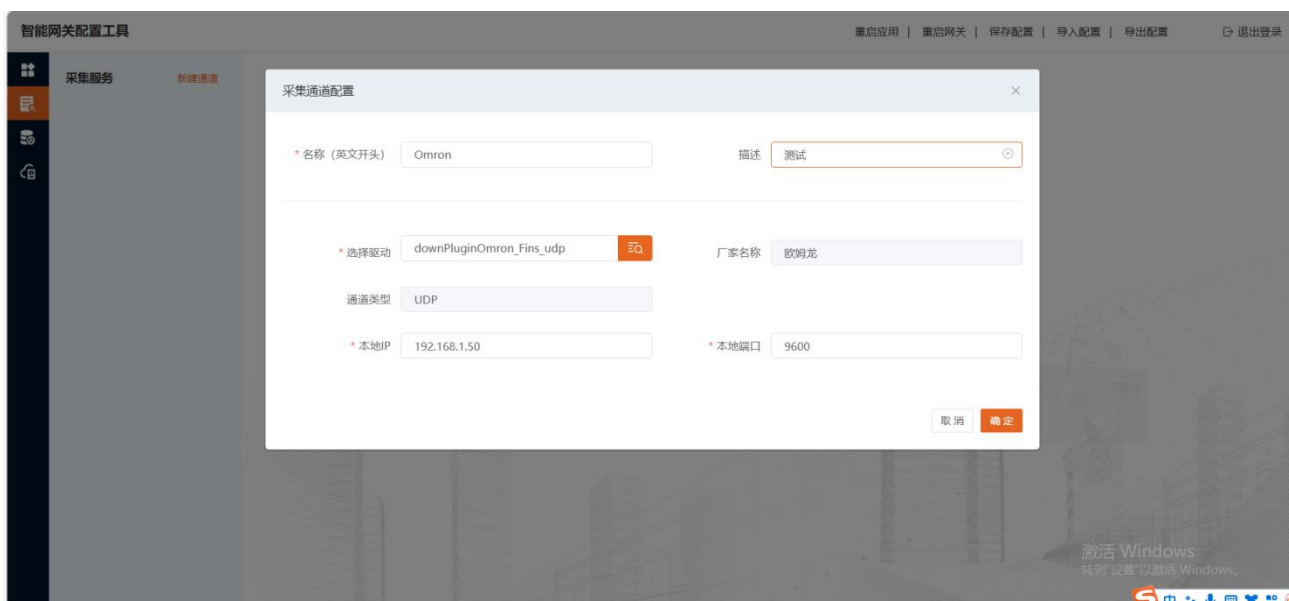 智能网关配置工具 重启应用 | 重启网关 | 保存配置 | 导入配置 | 导出配置 退出登录
采集服务 新建通道
采集通道配置
* 名称 (英文开头) Omron 描述 测试
* 选择驱动 downPluginOmron_Fins_udp 厂家名称 欧姆龙
通道类型 UDP
* 本地IP 192.168.1.50 * 本地端口 9600
取消 确定
激活 Windows
转到"设置"以激活 Windows。
中